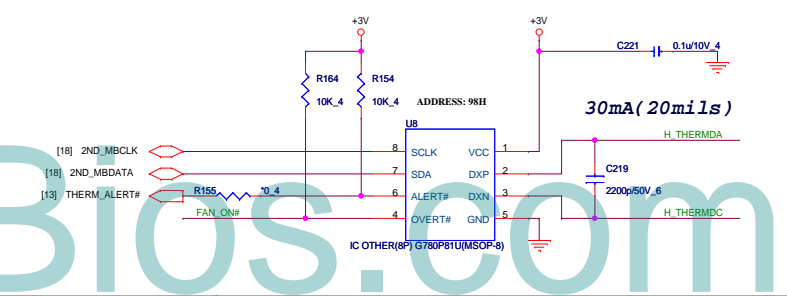 +3V
+3V
C221
0.1u/10V_4
R164
R154
10K_4
10K_4
ADDRESS: 98H
30mA(20mils)
U8
H_THERMDA
[18] 2ND_MBCLK
8
SCLK
VCC
1
[18] 2ND_MBDATA
7
SDA
DXP
2
C219
2200p/50V_6
[13] THERM_ALERT#
R155
*0_4
6
ALERT#
DXN
3
FAN_ON#
4
OVERT#
GND
5
H_THERMDC
IC OTHER(8P) G780P81U(MSOP-8)
Bios.com